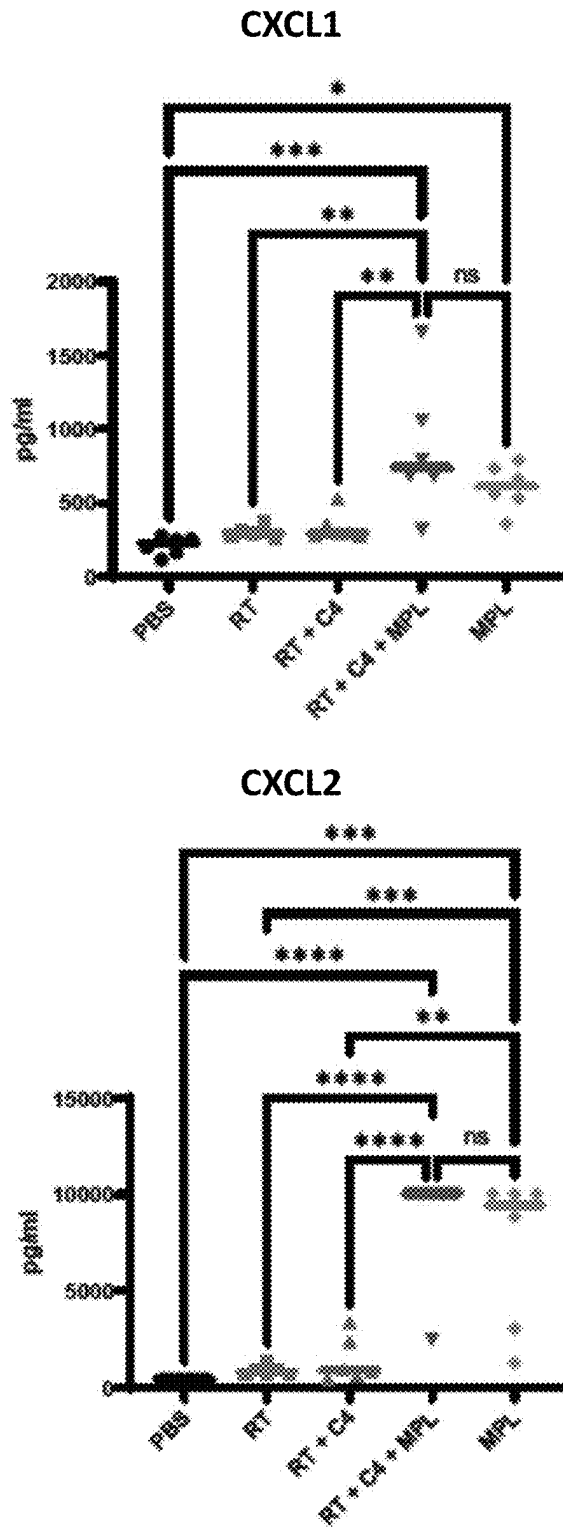 CXCL1
*
***
**
** ns
2000
1500
1000
500
0
pg/ml
PBS
RT
RT + C4
RT + C4 + MPL
MPL
CXCL2
***
***
****
**
****
**** ns
15000
10000
5000
0
pg/ml
PBS
RT
RT + C4
RT + C4 + MPL
MPL